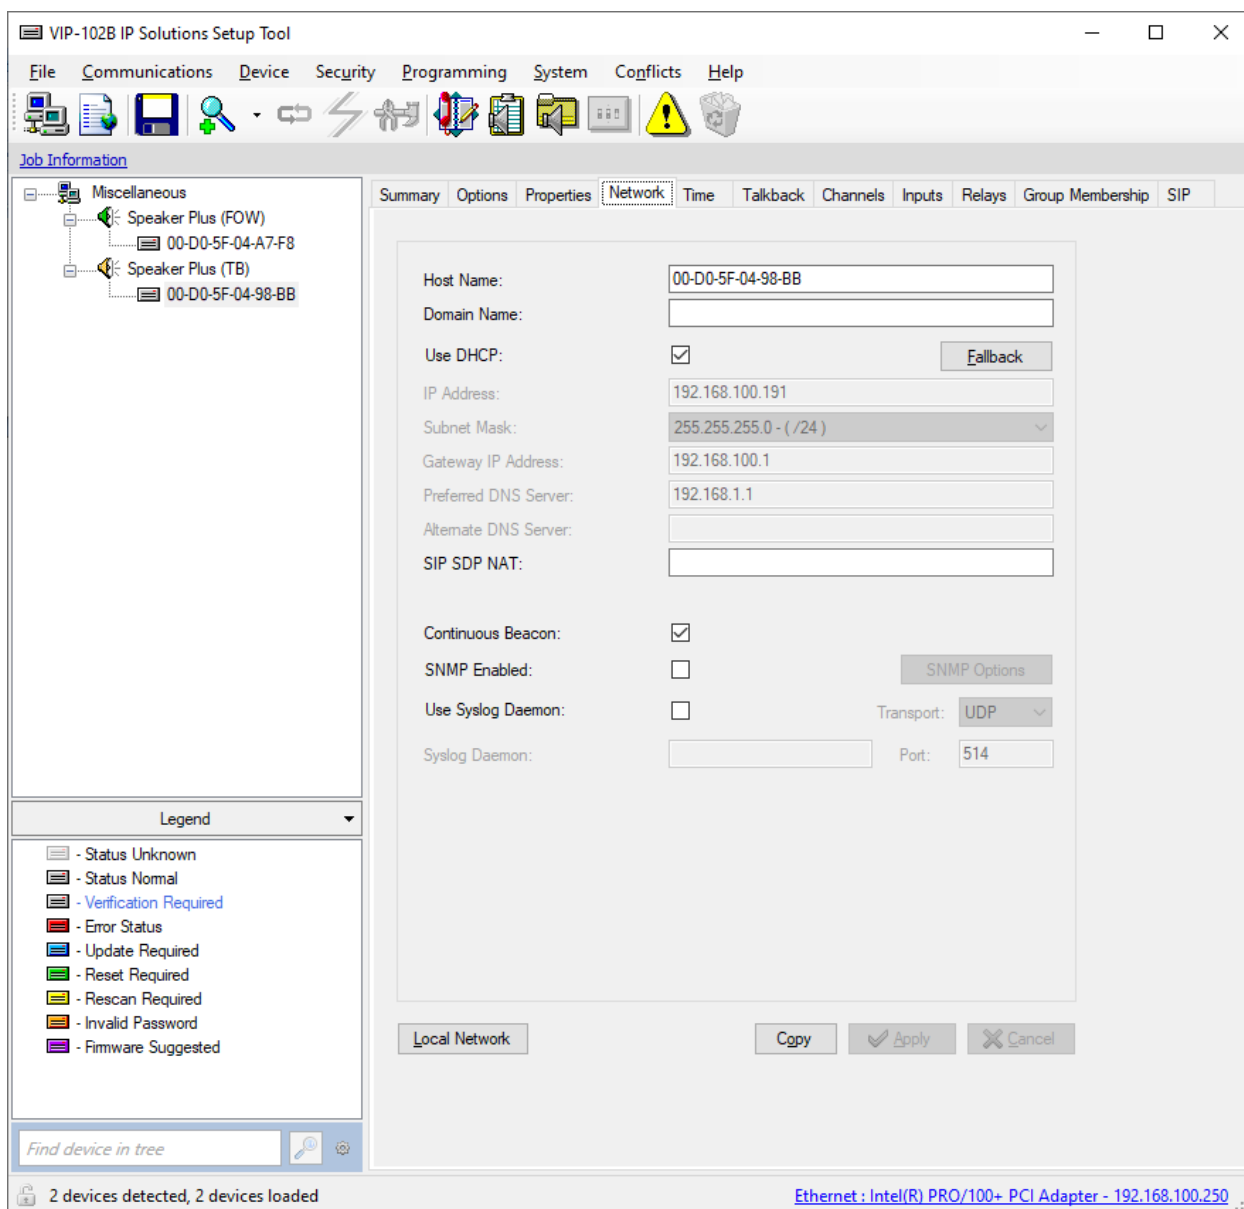 VIP-102B IP Solutions Setup Tool
File Communications Device Security Programming System Conflicts Help
Job Information
Miscellaneous
Speaker Plus (FOW)
00-D0-5F-04-A7-F8
Speaker Plus (TB)
00-D0-5F-04-98-BB
Summary Options Properties Network Time Talkback Channels Inputs Relays Group Membership SIP
Host Name: 00-D0-5F-04-98-BB
Domain Name:
Use DHCP: Fallback
IP Address: 192.168.100.191
Subnet Mask: 255.255.255.0 - ( /24 )
Gateway IP Address: 192.168.100.1
Preferred DNS Server: 192.168.1.1
Alternate DNS Server:
SIP SDP NAT:
Continuous Beacon:
SNMP Enabled: SNMP Options
Use Syslog Daemon: Transport: UDP
Syslog Daemon: Port: 514
Local Network Copy Apply Cancel
Legend
- Status Unknown
- Status Normal
- Verification Required
- Error Status
- Update Required
- Reset Required
- Rescan Required
- Invalid Password
- Firmware Suggested
Find device in tree
2 devices detected, 2 devices loaded
Ethernet : Intel(R) PRO/100+ PCI Adapter - 192.168.100.250